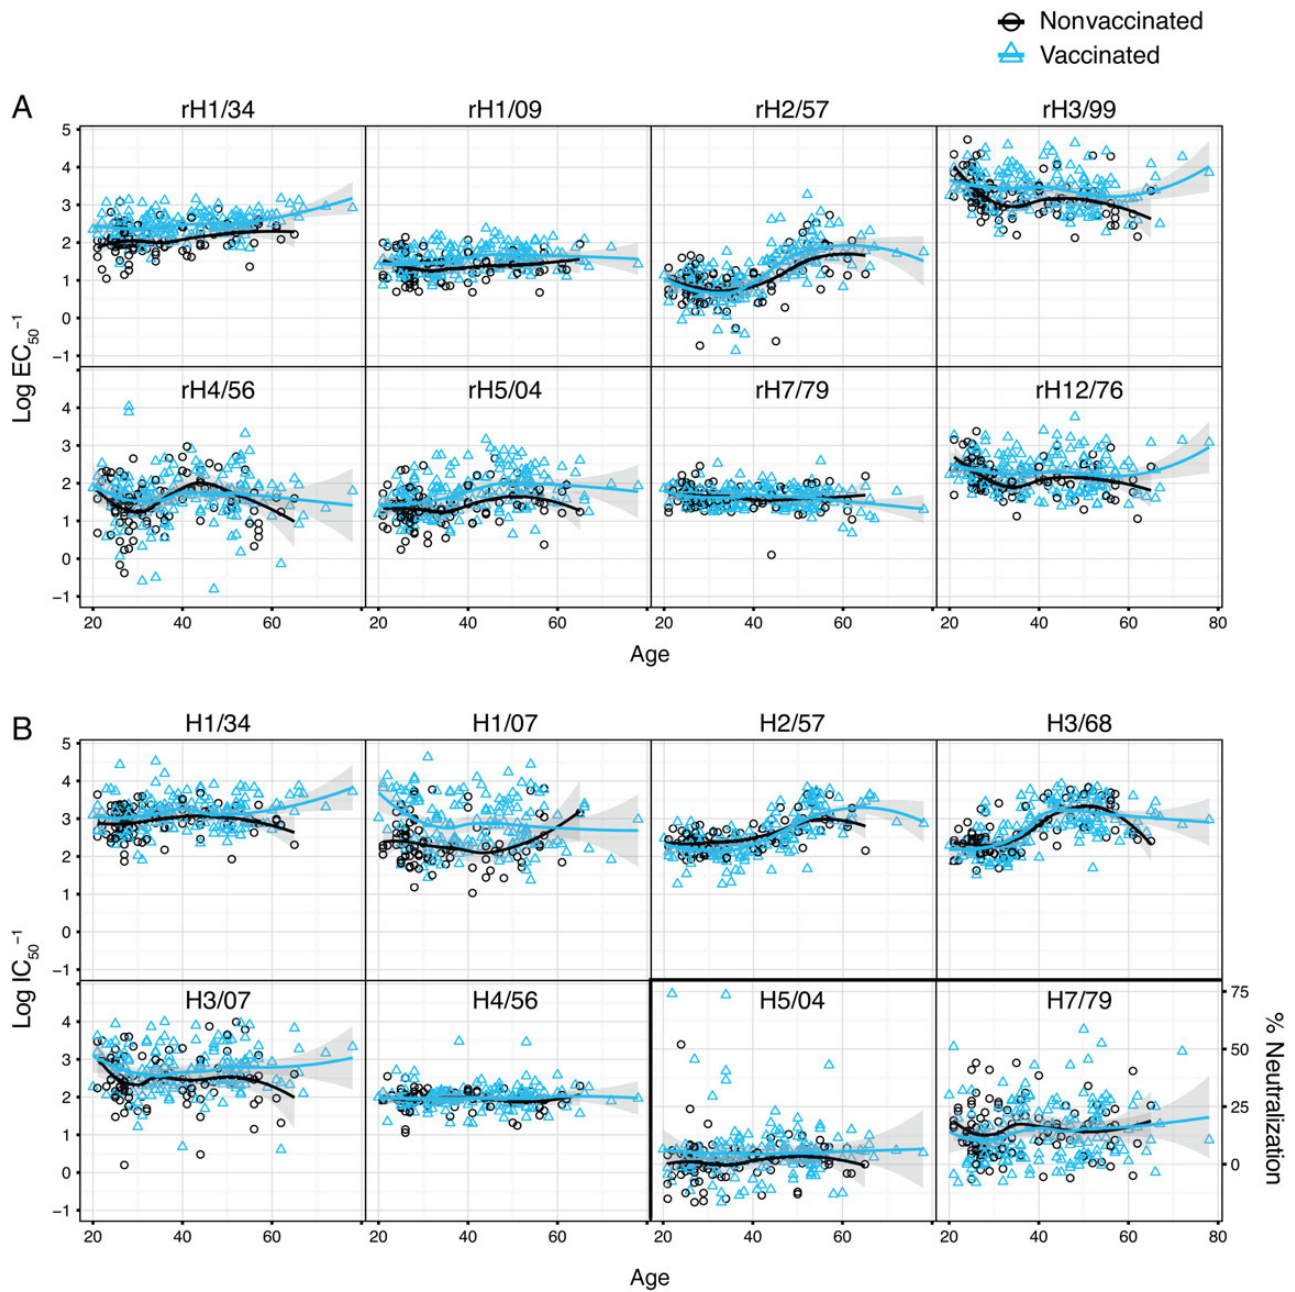 Nonvaccinated
Vaccinated
A
rH1/34 rH1/09 rH2/57 rH3/99
5
4
3
2
1
0
−1
Log EC₅₀⁻¹
rH4/56 rH5/04 rH7/79 rH12/76
4
3
2
1
0
−1
20 40 60 20 40 60 20 40 60 20 40 60 80
Age
B
H1/34 H1/07 H2/57 H3/68
5
4
3
2
1
0
−1
Log IC₅₀⁻¹
H3/07 H4/56 H5/04 H7/79
4
3
2
1
0
−1
75
50
25
0
% Neutralization
20 40 60 20 40 60 20 40 60 20 40 60 80
Age